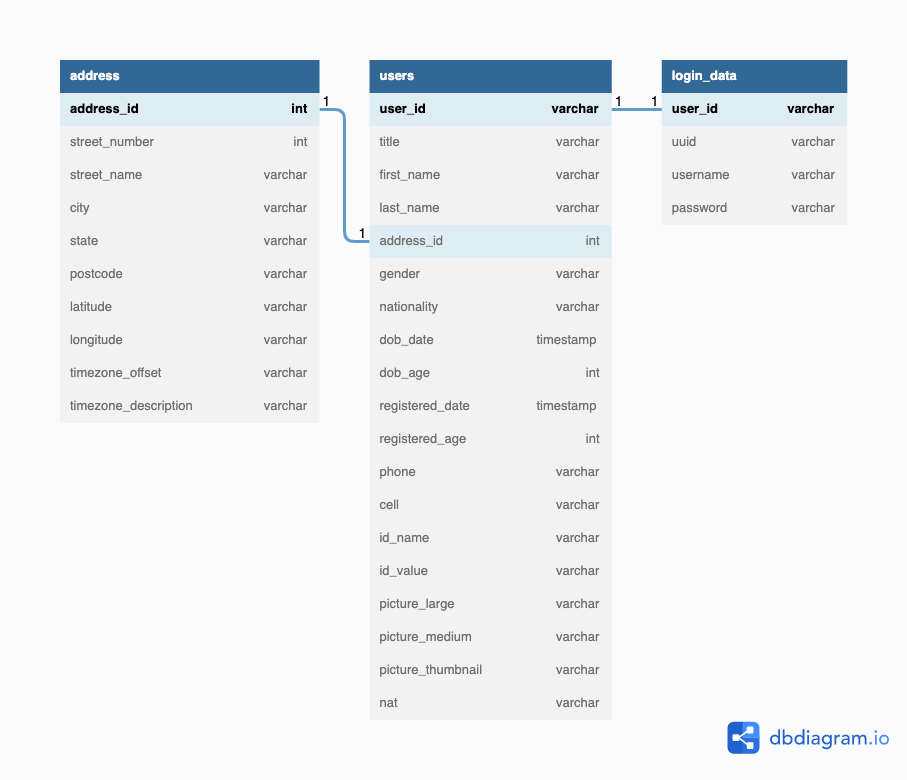 address
address_id int
street_number int
street_name varchar
city varchar
state varchar
postcode varchar
latitude varchar
longitude varchar
timezone_offset varchar
timezone_description varchar
1
1
users
user_id varchar
title varchar
first_name varchar
last_name varchar
address_id int
gender varchar
nationality varchar
dob_date timestamp
dob_age int
registered_date timestamp
registered_age int
phone varchar
cell varchar
id_name varchar
id_value varchar
picture_large varchar
picture_medium varchar
picture_thumbnail varchar
nat varchar
1 1
login_data
user_id varchar
uuid varchar
username varchar
password varchar
dbdiagram.io